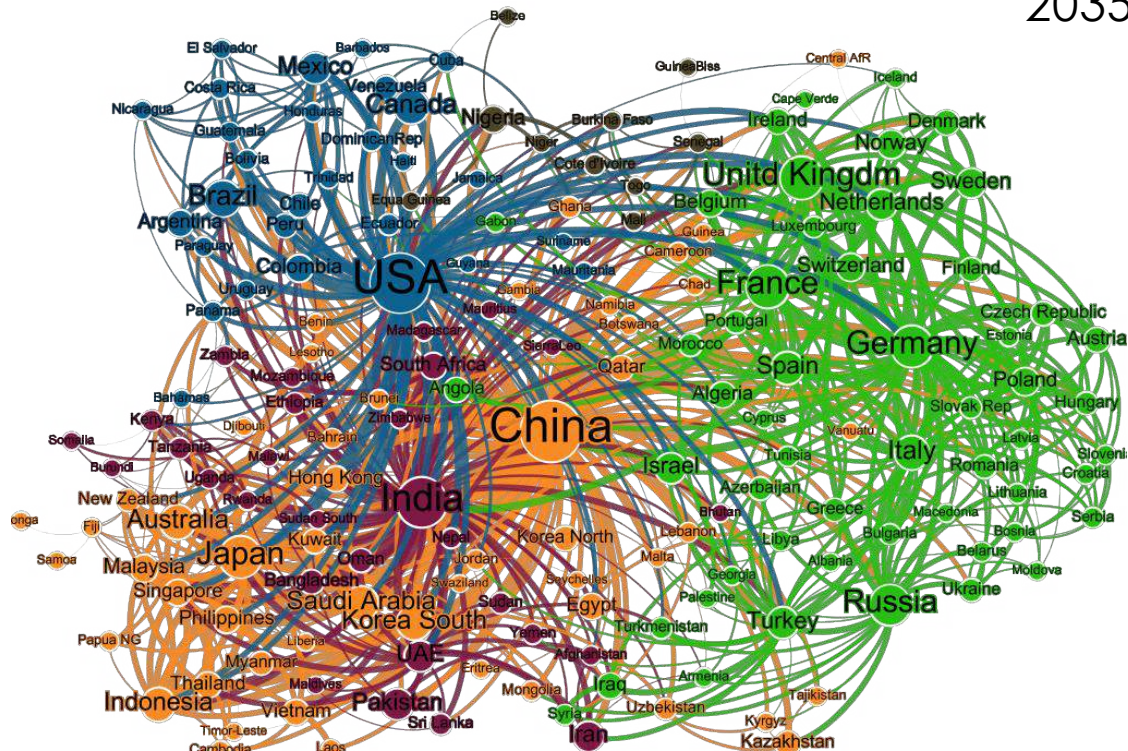 2035
Belize
El Salvador
Barbados
Mexico
Cuba
Central AfR
GuineaBiss
Iceland
Costa Rica
Venezuela
Canada
Cape Verde
Nicaragua
Honduras
Nigeria
Burkina Faso
Ireland
Denmark
Guatemala
DominicanRep
Niger
Senegal
Norway
Bolivia
Haiti
Cote d'Ivoire
Trinidad
Jamaica
Togo
Unitd Kingdm
Sweden
Brazil
Chile
Equa Guinea
Ghana
Belgium
Netherlands
Argentina
Peru
Ecuador
Gabon
Mali
Guinea
Luxembourg
Paraguay
Suriname
Cameroon
Colombia
USA
Guyana
Mauritania
Switzerland
Finland
Uruguay
Gambia
Chad
France
Panama
Mauritius
Namibia
Czech Republic
Benin
Botswana
Portugal
Madagascar
Estonia
Austria
Zambia
Lesotho
SierraLeo
Morocco
Germany
South Africa
Qatar
Spain
Mozambique
Angola
Algeria
Poland
Bahamas
Ethiopia
Brunei
Slovak Rep
Hungary
Kenya
Djibouti
Zimbabwe
China
Cyprus
Vanuatu
Somalia
Tanzania
Bahrain
Latvia
Burundi
Malawi
Israel
Tunisia
Italy
Romania
Sloveni
Uganda
Hong Kong
Azerbaijan
Croatia
New Zealand
Rwanda
India
Lithuania
onga
Fiji
Australia
Sudan South
Bhutan
Greece
Macedonia
Serbia
Kuwait
Nepal
Korea North
Lebanon
Libya
Bulgaria
Bosnia
Samoa
Malaysia
Japan
Oman
Jordan
Malta
Albania
Belarus
Singapore
Bangladesh
Swaziland
Seychelles
Georgia
Moldova
Saudi Arabia
Sudan
Egypt
Palestine
Russia
Ukraine
Philippines
Korea South
Turkmenistan
Turkey
Papua NG
Liberia
Yemen
UAE
Afghanistan
Myanmar
Eritrea
Armenia
Thailand
Maldives
Mongolia
Iraq
Indonesia
Vietnam
Pakistan
Uzbekistan
Tajikistan
Sri Lanka
Syria
Kyrgyz
Timor-Leste
Iran
Kazakhstan
Cambodia
Laos